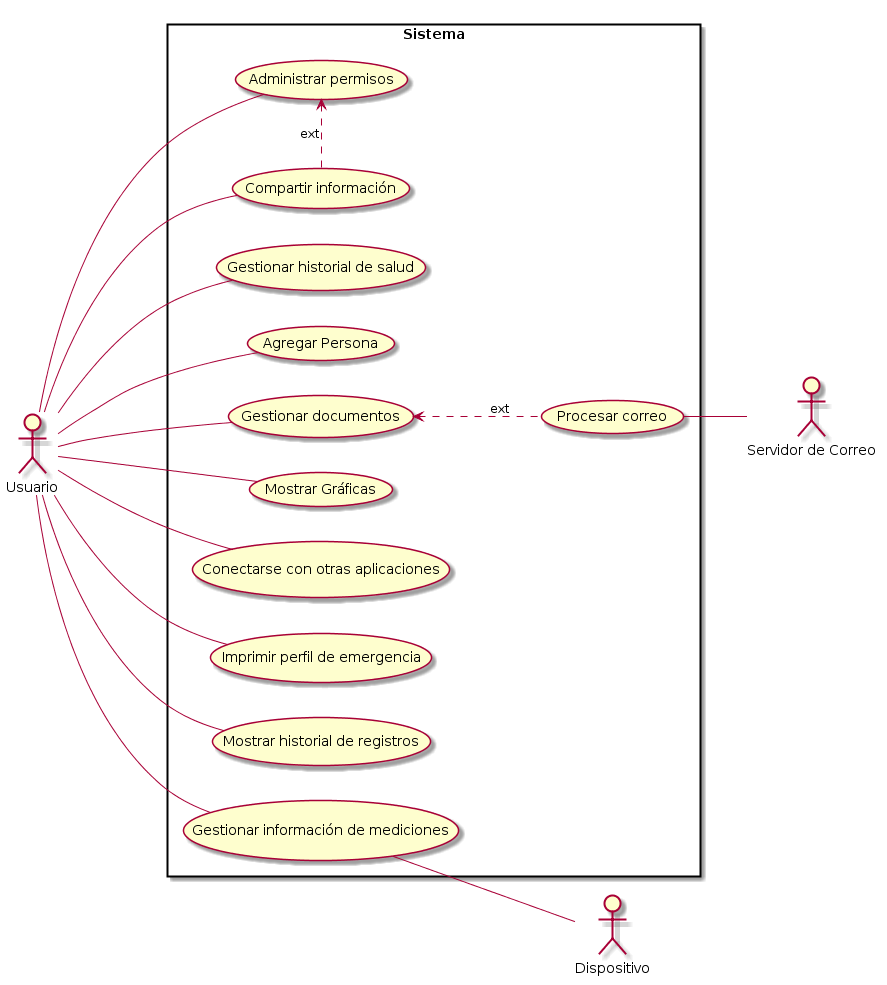 Sistema
Administrar permisos
ext
Compartir información
Gestionar historial de salud
Agregar Persona
Gestionar documentos
ext
Procesar correo
Servidor de Correo
Usuario
Mostrar Gráficas
Conectarse con otras aplicaciones
Imprimir perfil de emergencia
Mostrar historial de registros
Gestionar información de mediciones
Dispositivo